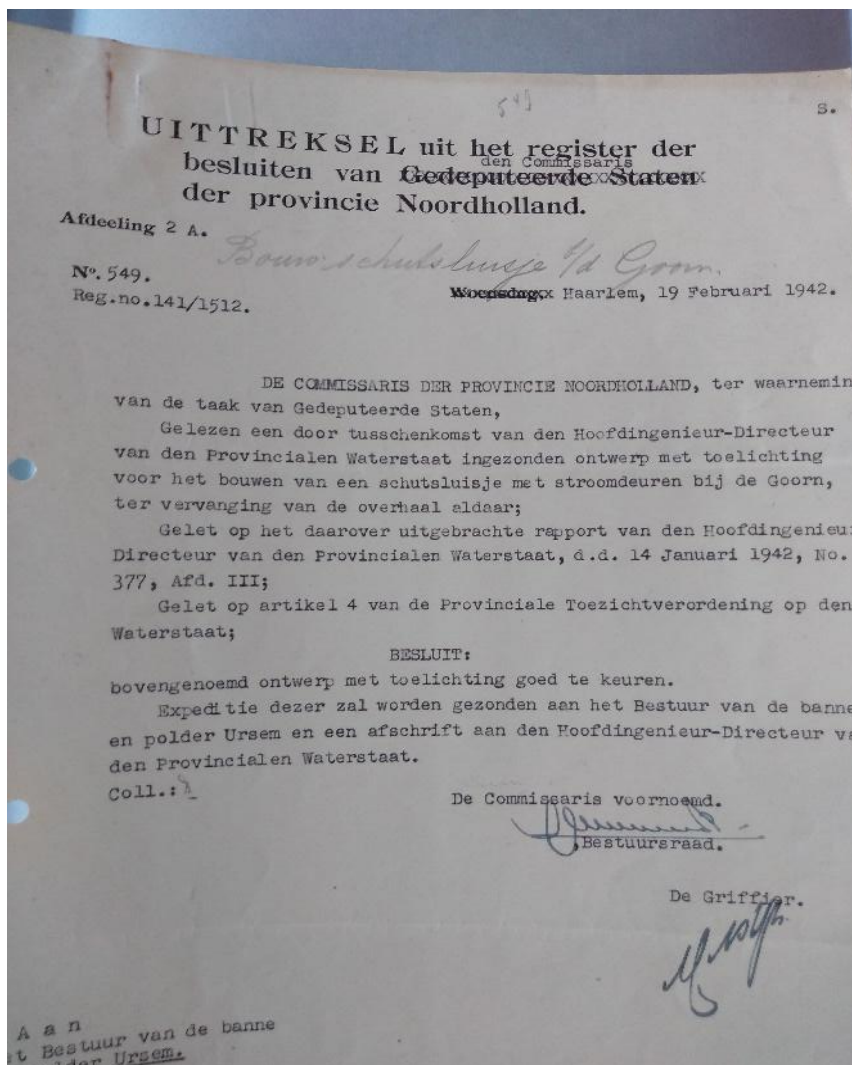 549
S.
UITTREKSEL uit het register der
den Commissaris
besluiten van Gedeputeerde Staten
der provincie Noordholland.
Afdeeling 2 A.
Bouw schutsluisje b/d Goorn.
No. 549.
Reg.no.141/1512.
Woensdag, Haarlem, 19 Februari 1942.
DE COMMISSARIS DER PROVINCIE NOORDHOLLAND, ter waarnemin
van de taak van Gedeputeerde Staten,
Gelezen een door tusschenkomst van den Hoofdingenieur-Directeur
van den Provincialen Waterstaat ingezonden ontwerp met toelichting
voor het bouwen van een schutsluisje met stroomdeuren bij de Goorn,
ter vervanging van de overhaal aldaar;
Gelet op het daarover uitgebrachte rapport van den Hoofdingenieu
Directeur van den Provincialen Waterstaat, d.d. 14 Januari 1942, No.
377, Afd. III;
Gelet op artikel 4 van de Provinciale Toezichtverordening op den
Waterstaat;
BESLUIT:
bovengenoemd ontwerp met toelichting goed te keuren.
Expeditie dezer zal worden gezonden aan het Bestuur van de banne
en polder Ursem en een afschrift aan den Hoofdingenieur-Directeur va
den Provincialen Waterstaat.
Coll.:
De Commissaris voornoemd.
,Bestuursraad.
De Griffier.
A a n
t Bestuur van de banne
lder Ursem.